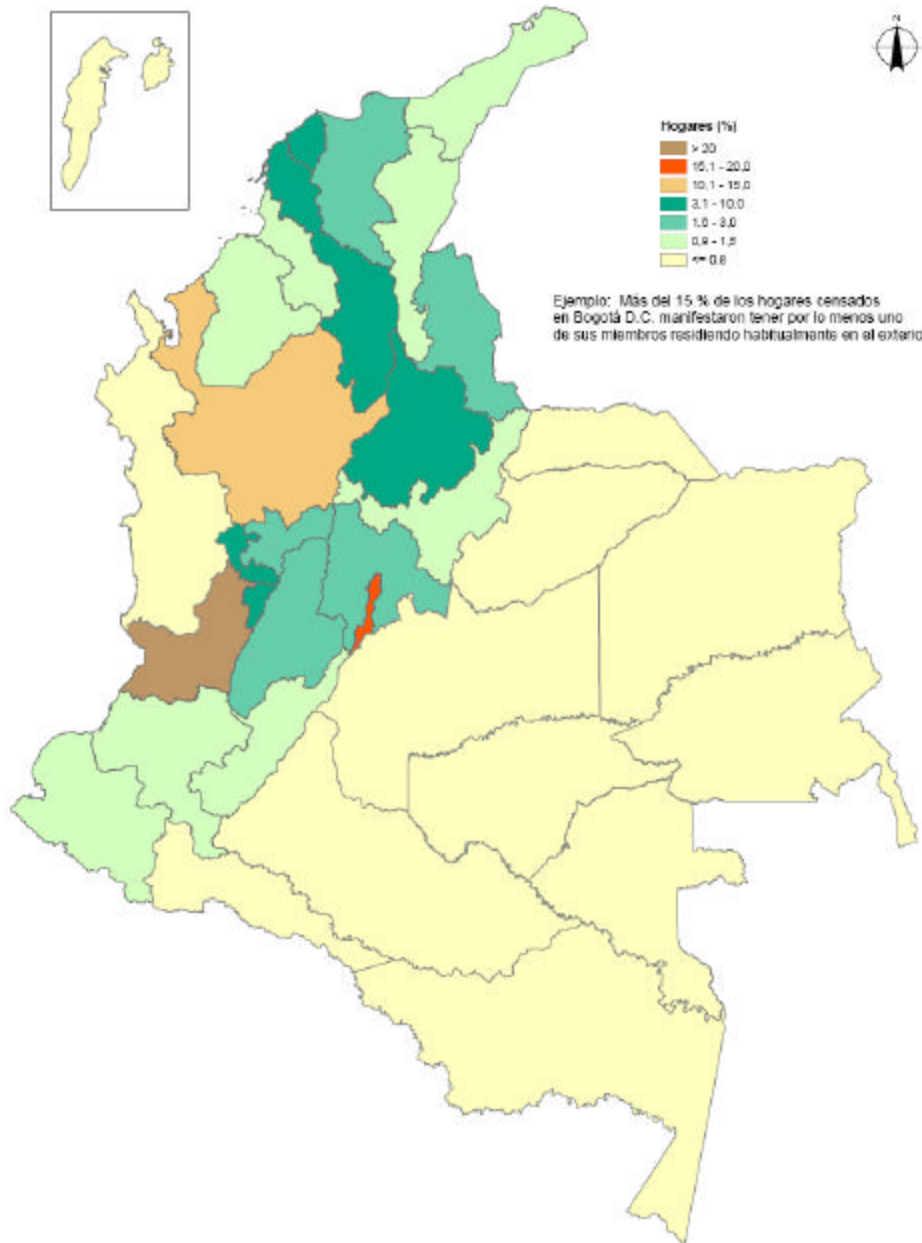 N
Hogares (%)
> 20
15,1 - 20,0
10,1 - 15,0
3,1 - 10,0
1,6 - 3,0
0,9 - 1,5
<= 0,8
Ejemplo: Más del 15 % de los hogares censados
en Bogotá D.C. manifestaron tener por lo menos uno
de sus miembros residiendo habitualmente en el exterio